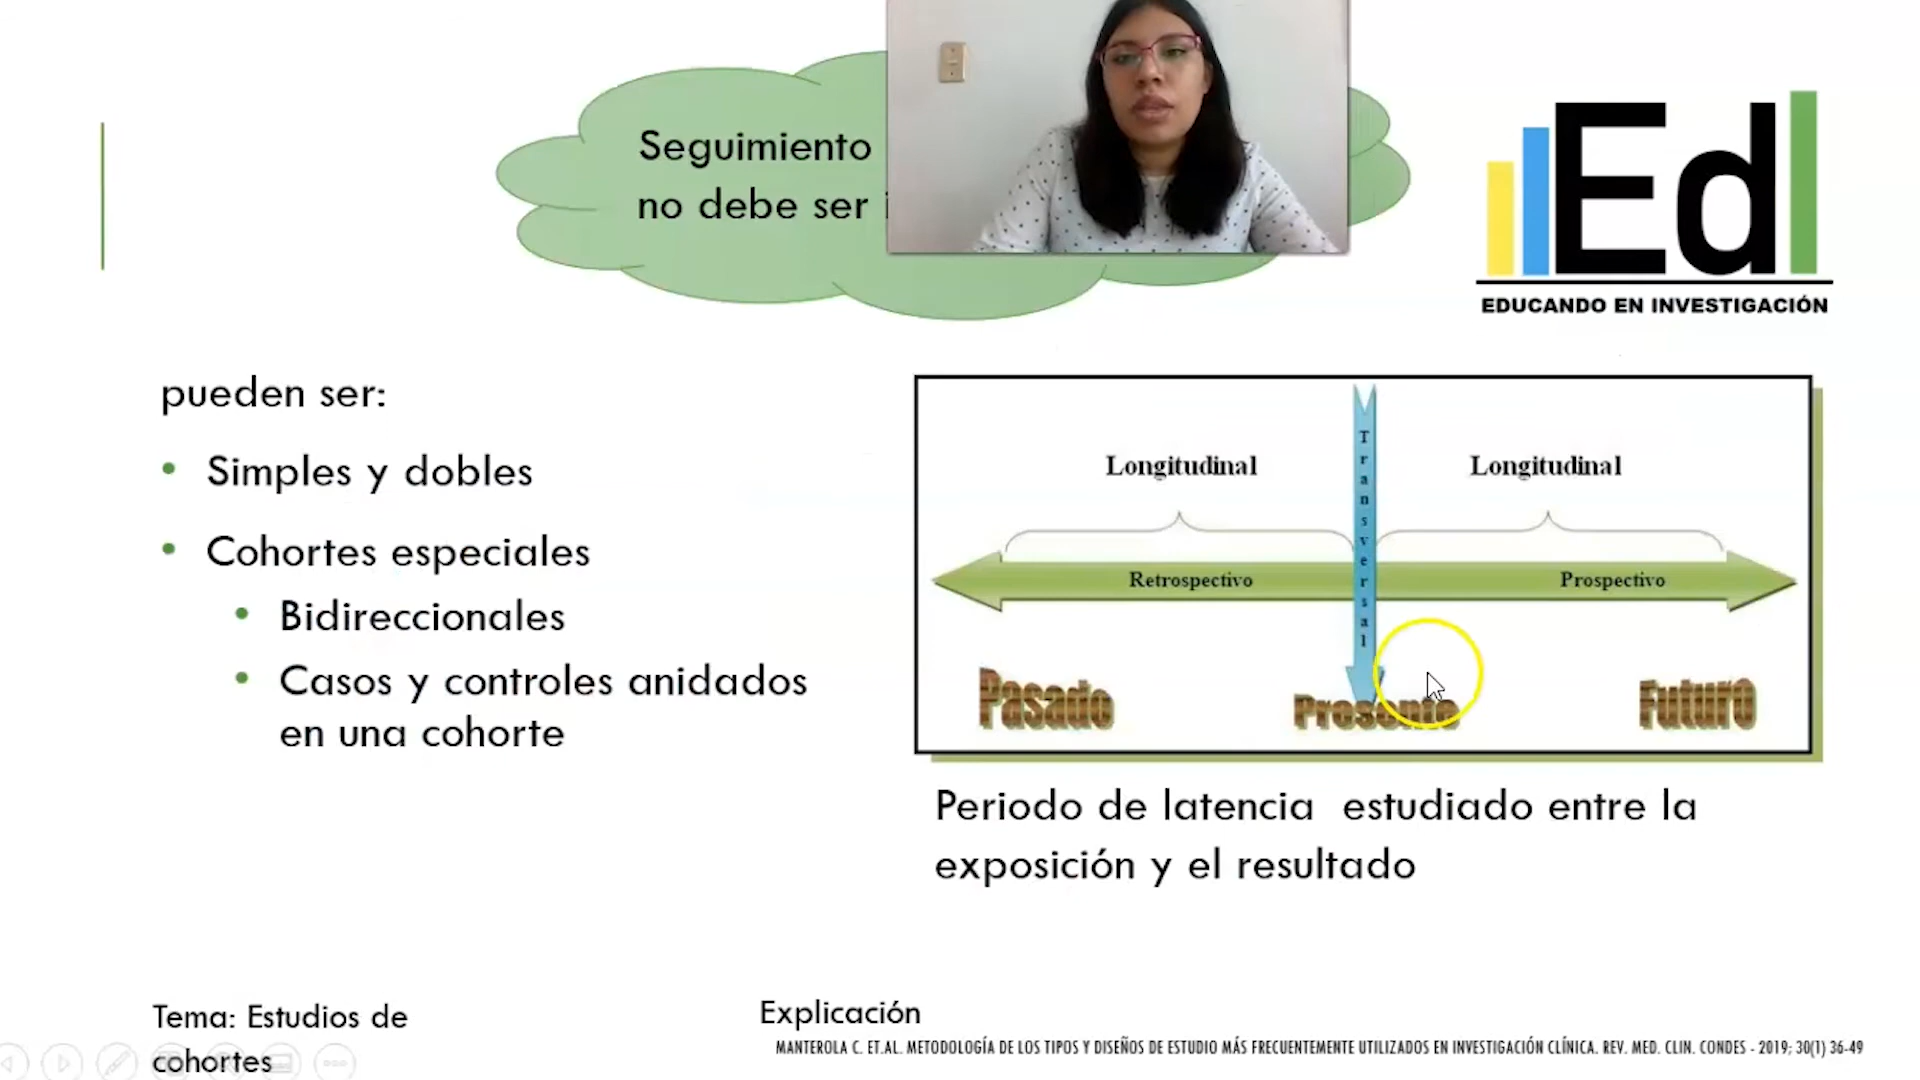 Seguimiento
no debe ser
Ed
EDUCANDO EN INVESTIGACIÓN
pueden ser:
• Simples y dobles
• Cohortes especiales
• Bidireccionales
• Casos y controles anidados
en una cohorte
Longitudinal
Transversal
Longitudinal
Retrospectivo
Prospectivo
Pasado
Presente
Futuro
Periodo de latencia estudiado entre la
exposición y el resultado
Tema: Estudios de
cohortes
Explicación
MANTEROLA C. ET.AL. METODOLOGÍA DE LOS TIPOS Y DISEÑOS DE ESTUDIO MÁS FRECUENTEMENTE UTILIZADOS EN INVESTIGACIÓN CLÍNICA. REV. MED. CLIN. CONDES - 2019; 30(1) 36-49